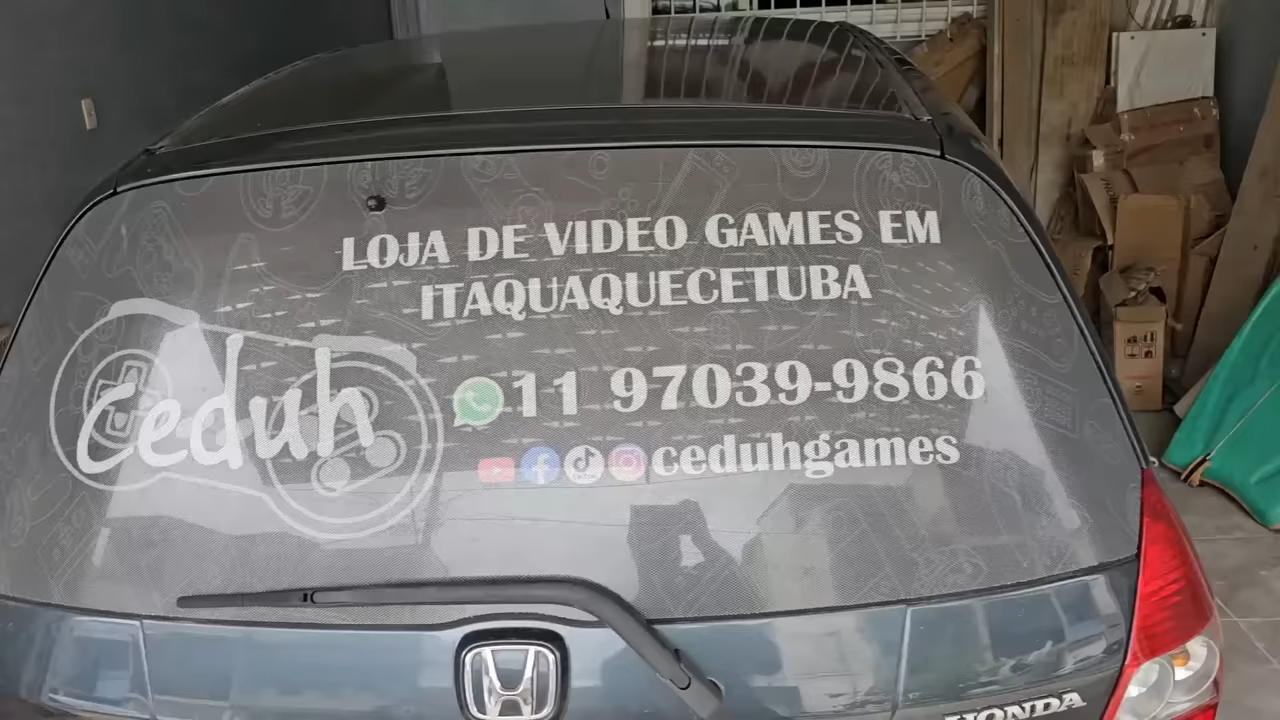 LOJA DE VIDEO GAMES EM
ITAQUAQUECETUBA
ceduh
11 97039-9866
ceduhgames
HONDA